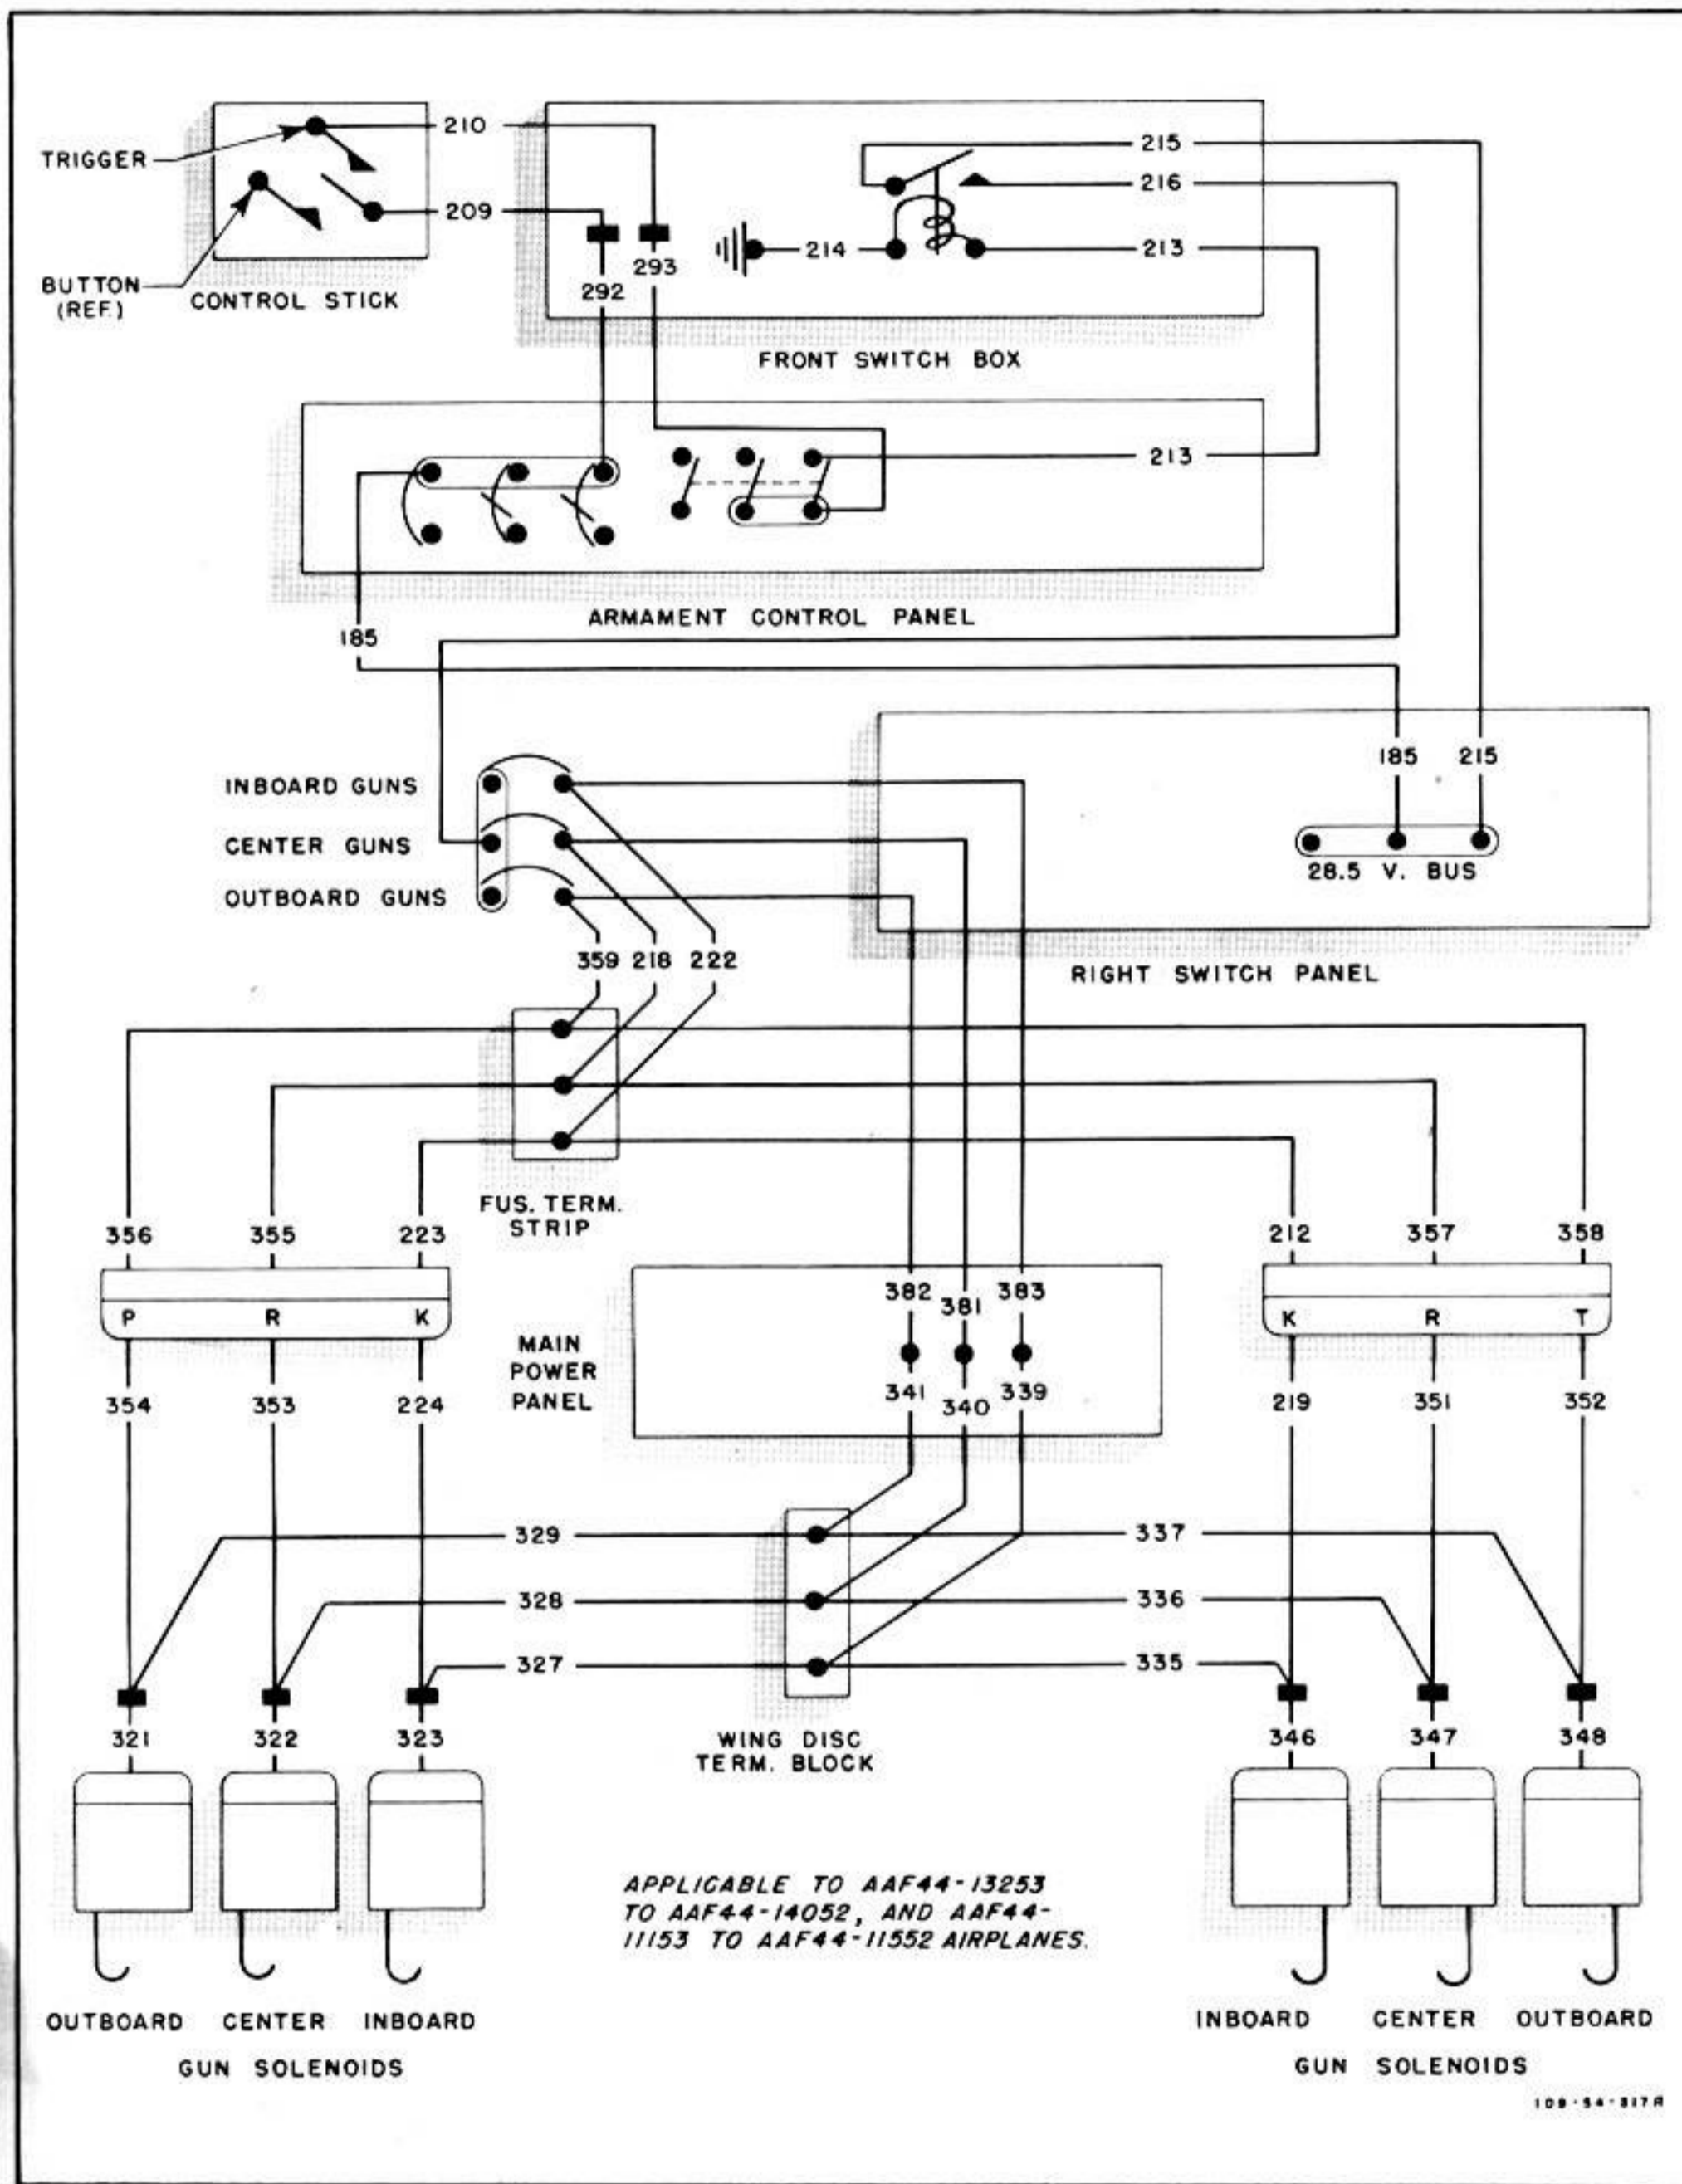 210
215
TRIGGER
216
209
293
214
213
BUTTON
(REF.)
292
CONTROL STICK
FRONT SWITCH BOX
213
ARMAMENT CONTROL PANEL
185
185 215
INBOARD GUNS
CENTER GUNS
OUTBOARD GUNS
28.5 V. BUS
359 218 222
RIGHT SWITCH PANEL
FUS. TERM.
STRIP
356 355 223
212 357 358
382 381 383
P R K
K R T
MAIN
POWER
PANEL
341 340 339
354 353 224
219 351 352
329 337
328 336
327 335
321 322 323
WING DISC
TERM. BLOCK
346 347 348
APPLICABLE TO AAF44-13253
TO AAF44-14052, AND AAF44-
11153 TO AAF44-11552 AIRPLANES.
OUTBOARD CENTER INBOARD
GUN SOLENOIDS
INBOARD CENTER OUTBOARD
GUN SOLENOIDS
109-54-317A